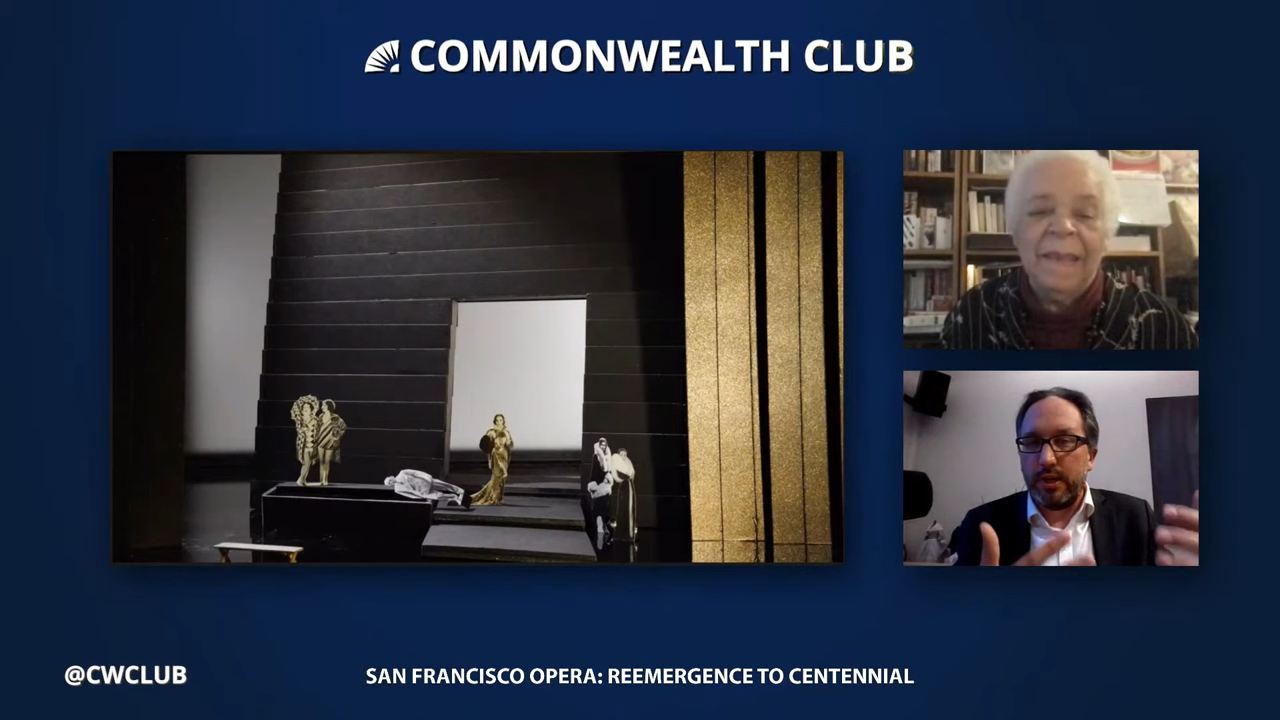 COMMONWEALTH CLUB
@CWCLUB
SAN FRANCISCO OPERA: REEMERGENCE TO CENTENNIAL